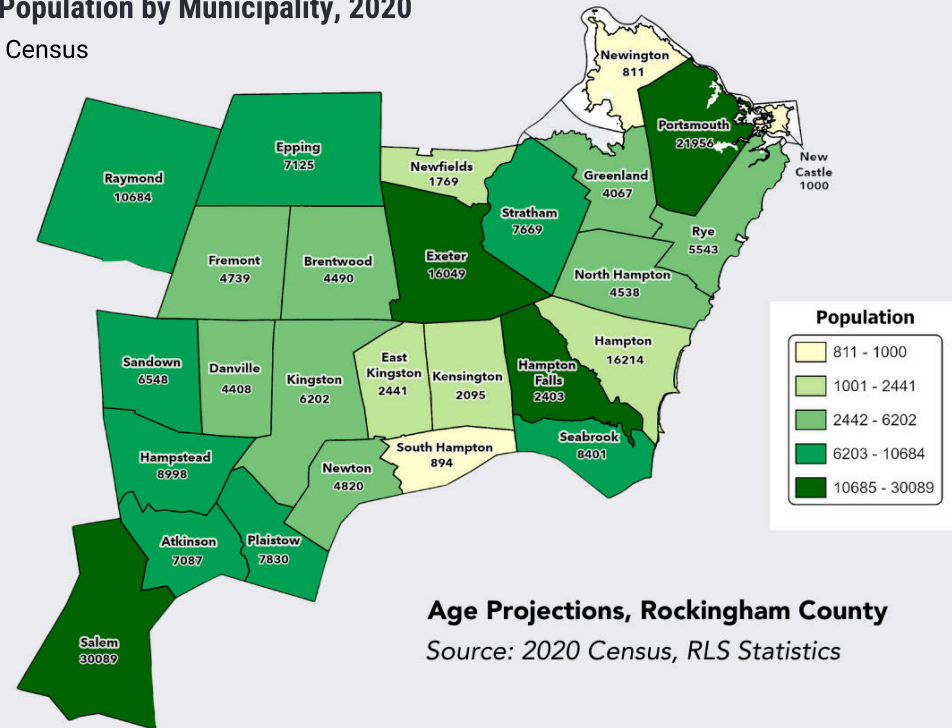 Population by Municipality, 2020
Census
Newington
811
Portsmouth
21956
New
Castle
1000
Epping
7125
Raymond
10684
Newfields
1769
Greenland
4067
Stratham
7669
Rye
5543
Fremont
4739
Brentwood
4490
Exeter
16049
North Hampton
4538
Population
811 - 1000
1001 - 2441
2442 - 6202
6203 - 10684
10685 - 30089
Sandown
6548
Danville
4408
Kingston
6202
East
Kingston
2441
Kensington
2095
Hampton
Falls
2403
Hampton
16214
Hampstead
8998
Newton
4820
South Hampton
894
Seabrook
8401
Atkinson
7087
Plaistow
7830
Salem
30089
Age Projections, Rockingham County
Source: 2020 Census, RLS Statistics